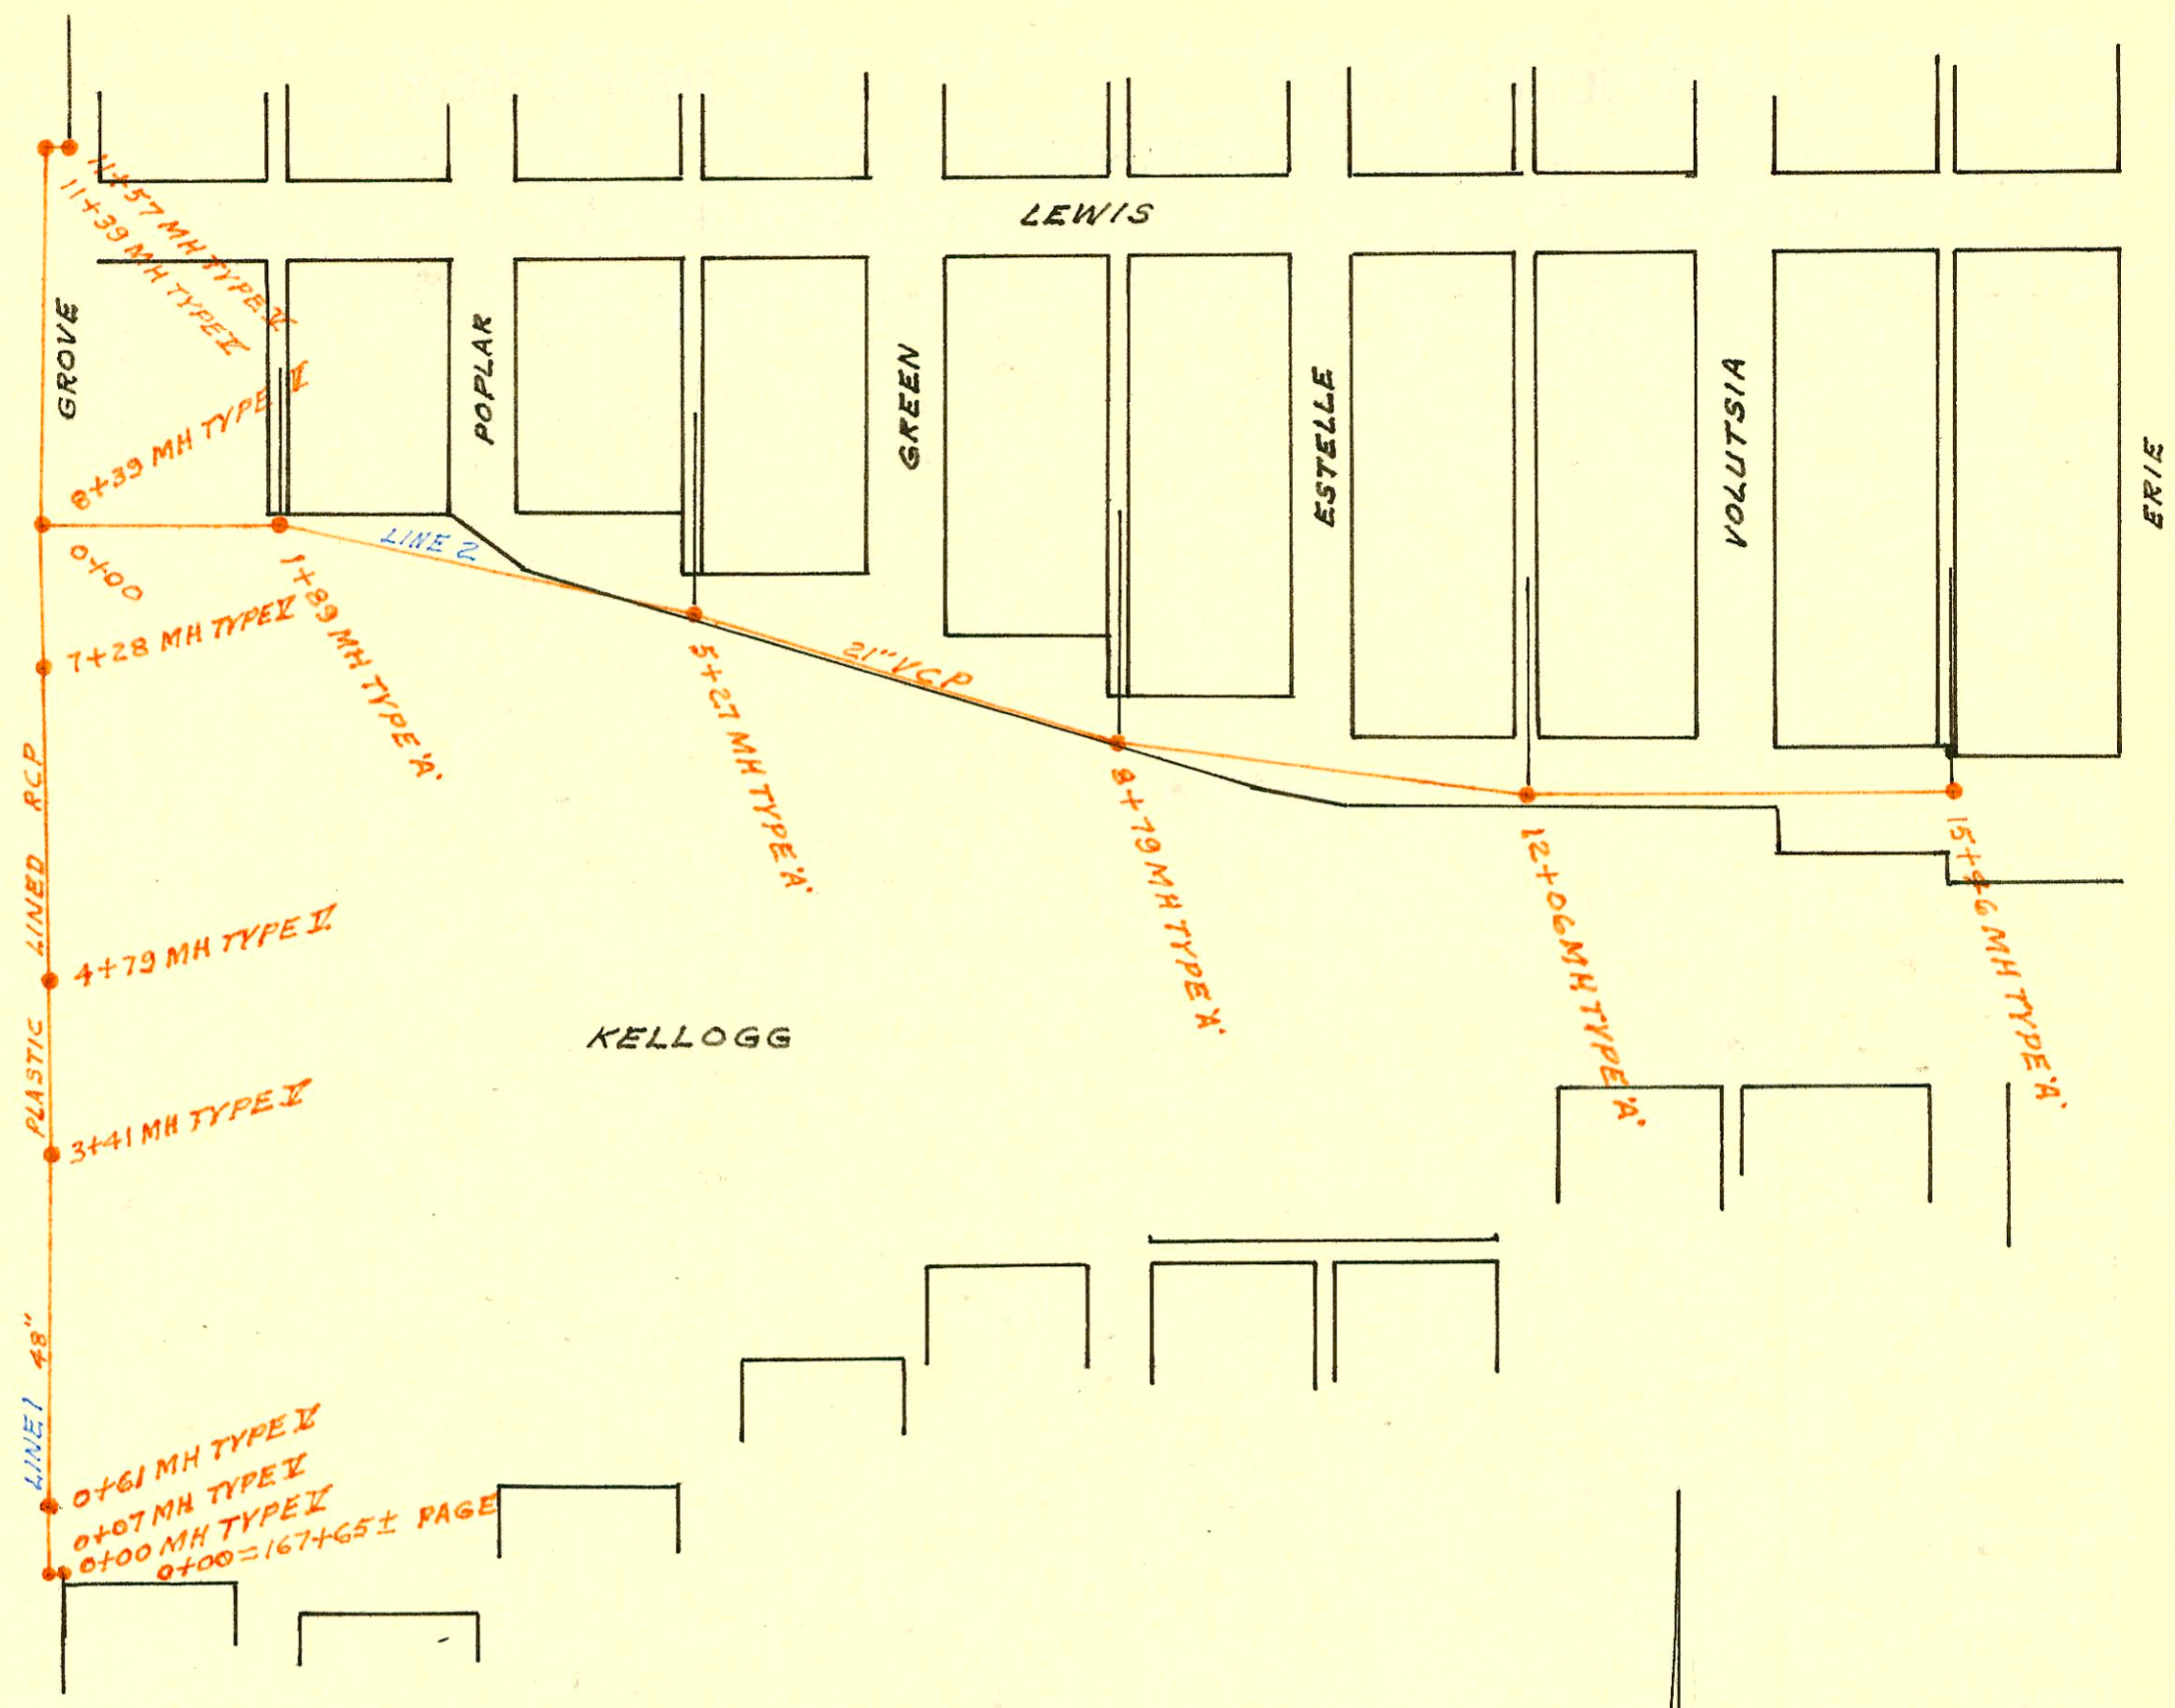 LEWIS
GROVE
POPLAR
GREEN
ESTELLE
VOLUTSIA
ERIE
11+57 MH TYPE V
11+39 MH TYPE V
8+39 MH TYPE V
0+00
7+28 MH TYPE V
4+79 MH TYPE V
3+41 MH TYPE V
0+61 MH TYPE V
0+07 MH TYPE V
0+00 MH TYPE V
0+00=167+65± PAGE
LINE 1 48" PLASTIC LINED RCP
LINE 2
21" VCP
1+89 MH TYPE 'A'
5+27 MH TYPE 'A'
8+79 MH TYPE 'A'
12+06 MH TYPE 'A'
MH TYPE 'A'
KELLOGG